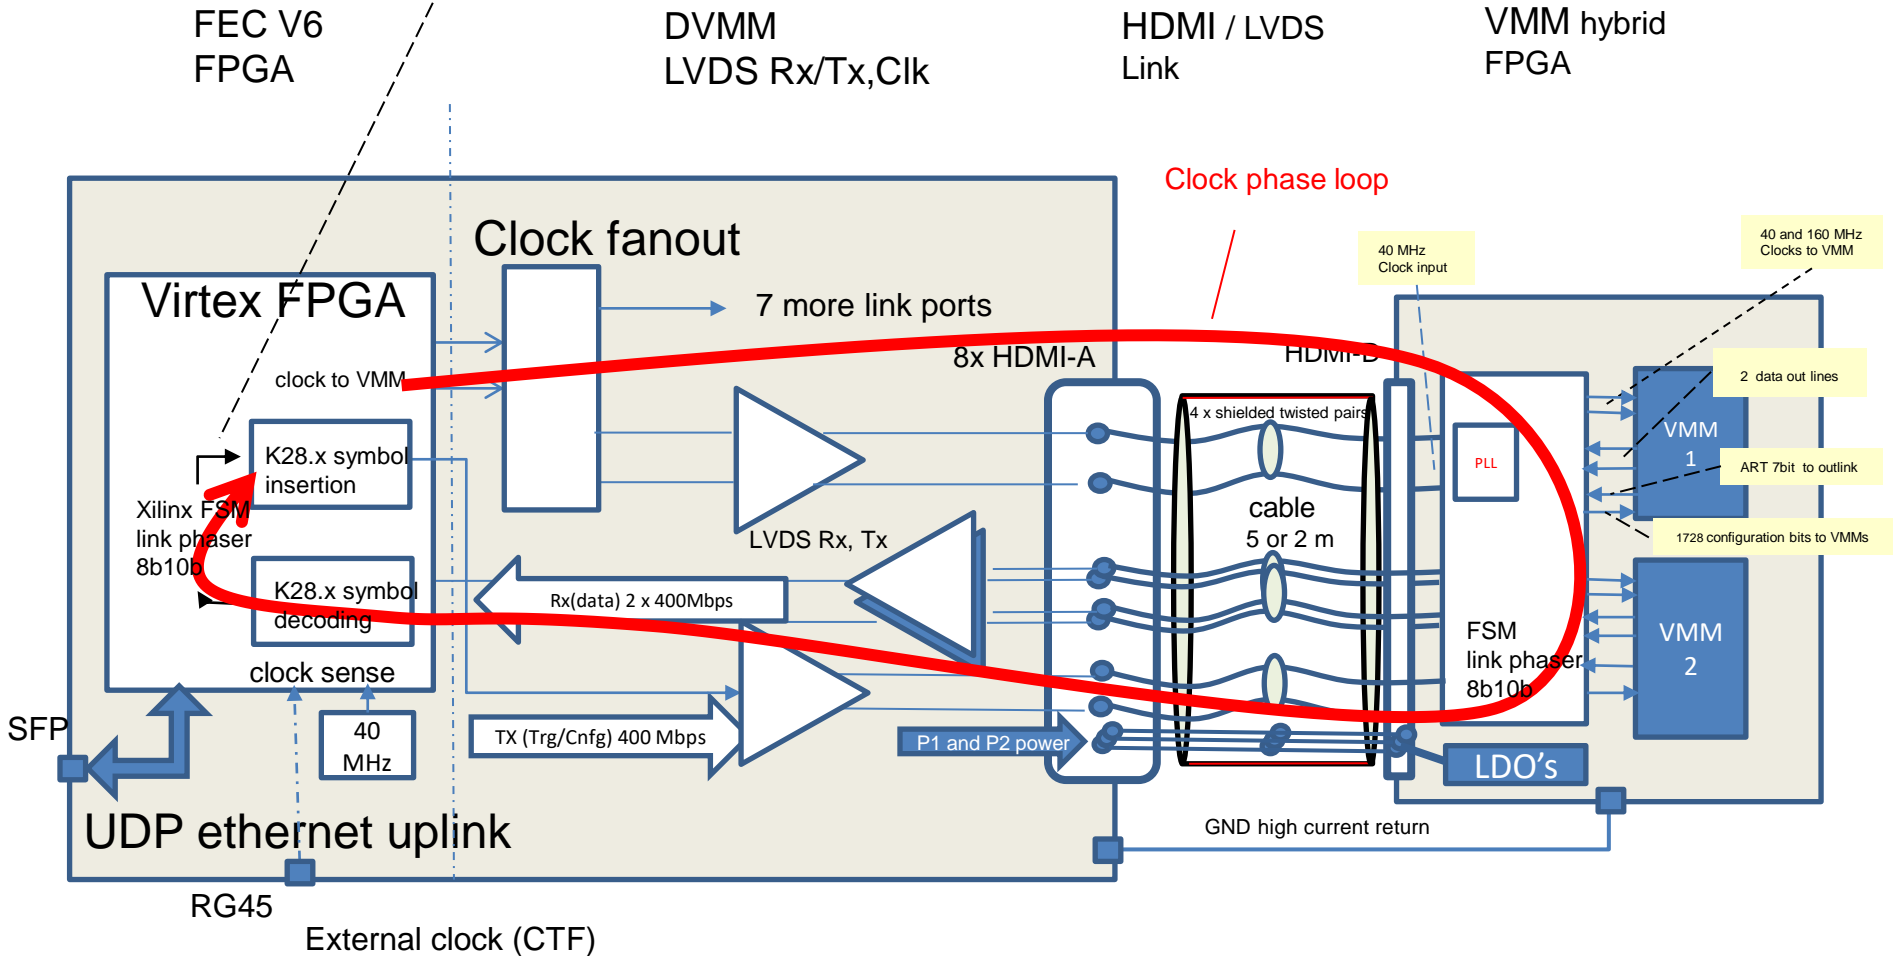 FEC V6
FPGA
DVMM
LVDS Rx/Tx,Clk
HDMI / LVDS
Link
VMM hybrid
FPGA
Clock phase loop
40 and 160 MHz
Clocks to VMM
40 MHz
Clock input
Clock fanout
Virtex FPGA
7 more link ports
8x HDMI-A
HDMI-D
clock to VMM
2 data out lines
4 x shielded twisted pairs
VMM
1
PLL
ART 7bit to outlink
K28.x symbol
insertion
Xilinx FSM
link phaser
8b10b
cable
5 or 2 m
1728 configuration bits to VMMs
LVDS Rx, Tx
K28.x symbol
decoding
Rx(data) 2 x 400Mbps
FSM
link phaser
8b10b
VMM
2
clock sense
SFP
40
MHz
TX (Trg/Cnfg) 400 Mbps
P1 and P2 power
LDO's
UDP ethernet uplink
GND high current return
RG45
External clock (CTF)